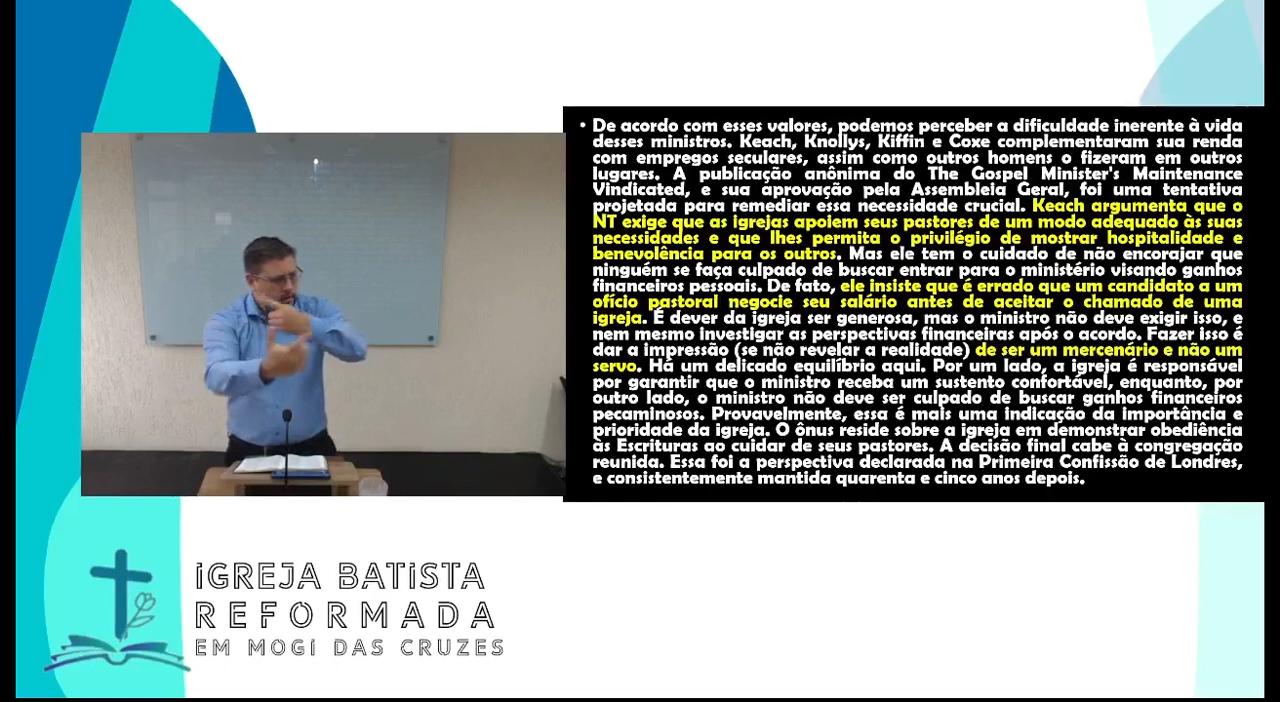 • De acordo com esses valores, podemos perceber a dificuldade inerente à vida
desses ministros. Keach, Knollys, Kiffin e Coxe complementaram sua renda
com empregos seculares, assim como outros homens o fizeram em outros
lugares. A publicação anônima do The Gospel Minister's Maintenance
Vindicated, e sua aprovação pela Assembleia Geral, foi uma tentativa
projetada para remediar essa necessidade crucial. Keach argumenta que o
NT exige que as igrejas apoiem seus pastores de um modo adequado às suas
necessidades e que lhes permita o privilégio de mostrar hospitalidade e
benevolência para os outros. Mas ele tem o cuidado de não encorajar que
ninguém se faça culpado de buscar entrar para o ministério visando ganhos
financeiros pessoais. De fato, ele insiste que é errado que um candidato a um
ofício pastoral negocie seu salário antes de aceitar o chamado de uma
igreja. É dever da igreja ser generosa, mas o ministro não deve exigir isso, e
nem mesmo investigar as perspectivas financeiras após o acordo. Fazer isso é
dar a impressão (se não revelar a realidade) de ser um mercenário e não um
servo. Há um delicado equilíbrio aqui. Por um lado, a igreja é responsável
por garantir que o ministro receba um sustento confortável, enquanto, por
outro lado, o ministro não deve ser culpado de buscar ganhos financeiros
pecaminosos. Provavelmente, essa é mais uma indicação da importância e
prioridade da igreja. O ônus reside sobre a igreja em demonstrar obediência
às Escrituras ao cuidar de seus pastores. A decisão final cabe à congregação
reunida. Essa foi a perspectiva declarada na Primeira Confissão de Londres,
e consistentemente mantida quarenta e cinco anos depois.
IGREJA BATISTA
REFORMADA
EM MOGI DAS CRUZES